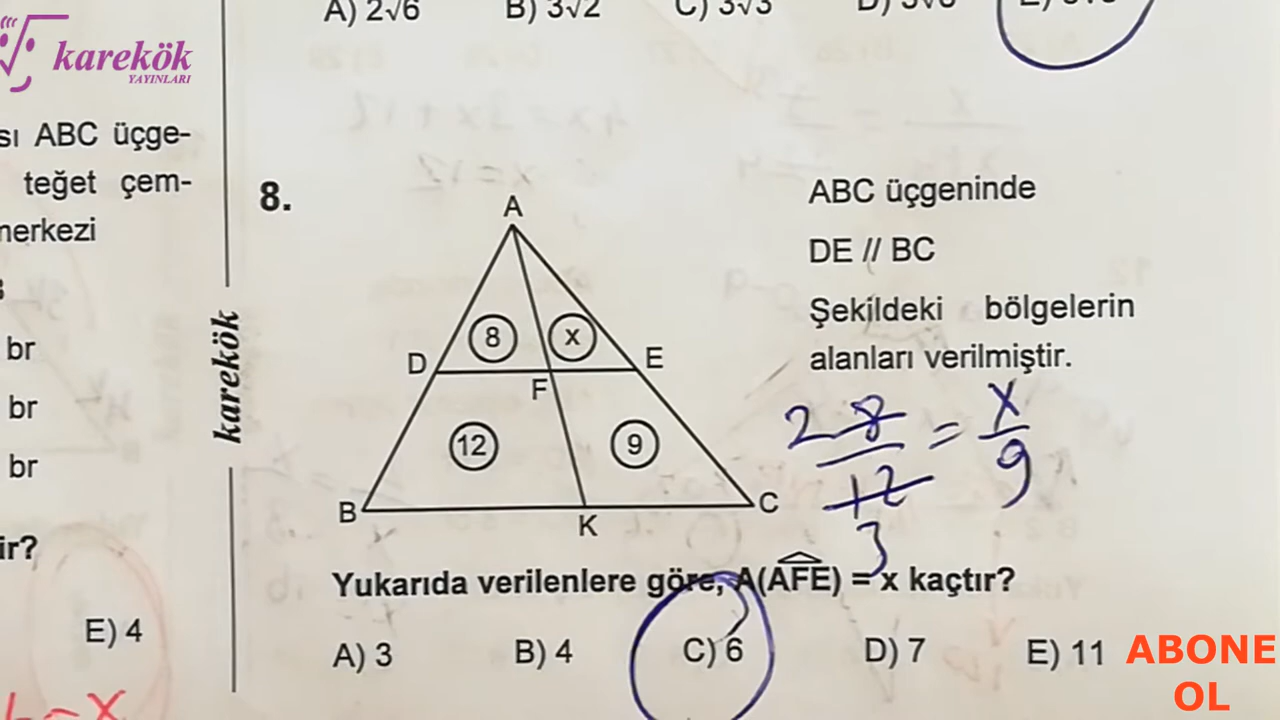 A) 2√6 B) 3√2 C) 3√3
karekök
YAYINLARI
sı ABC üçge-
teğet çem-
merkezi
br
br
br
ir?
E) 4
karekök
8.
A
8 x
D F E
12 9
B K C
ABC üçgeninde
DE // BC
Şekildeki bölgelerin
alanları verilmiştir.
2 8 = x
12 9
3
Yukarıda verilenlere göre, A(AFE) = x kaçtır?
A) 3 B) 4 C) 6 D) 7 E) 11
ABONE
OL